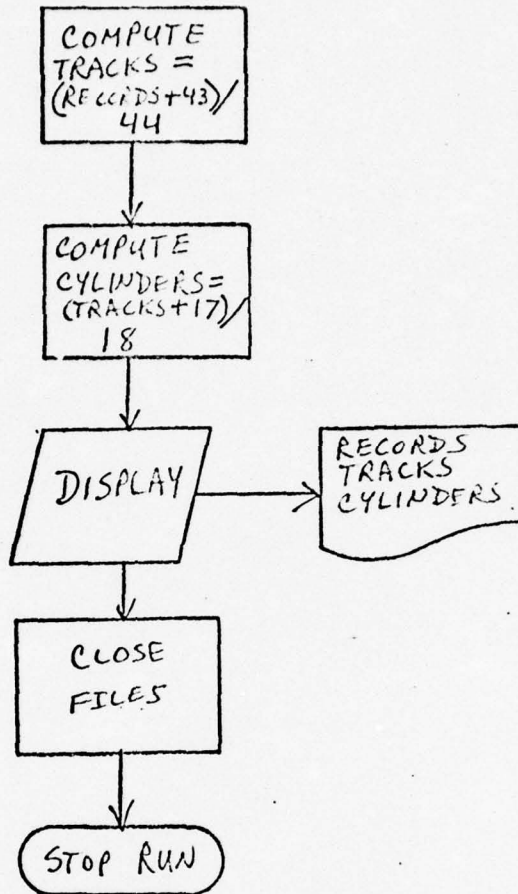 COMPUTE
TRACKS =
(RECORDS+43)/
44
COMPUTE
CYLINDERS=
(TRACKS+17)/
18
DISPLAY
RECORDS
TRACKS
CYLINDERS
CLOSE
FILES
STOP RUN